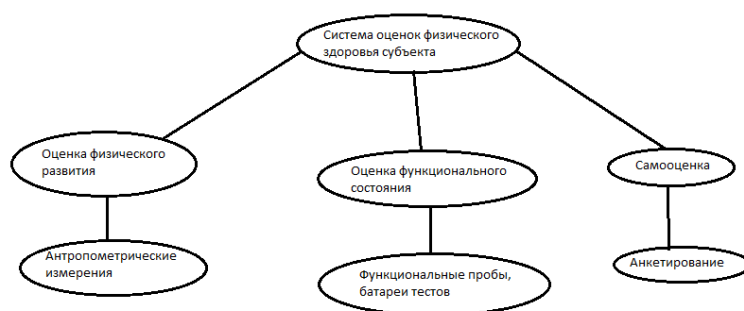 Система оценок физического
здоровья субъекта
Оценка физического
развития
Оценка функционального
состояния
Самооценка
Антропометрические
измерения
Функциональные пробы,
батареи тестов
Анкетирование